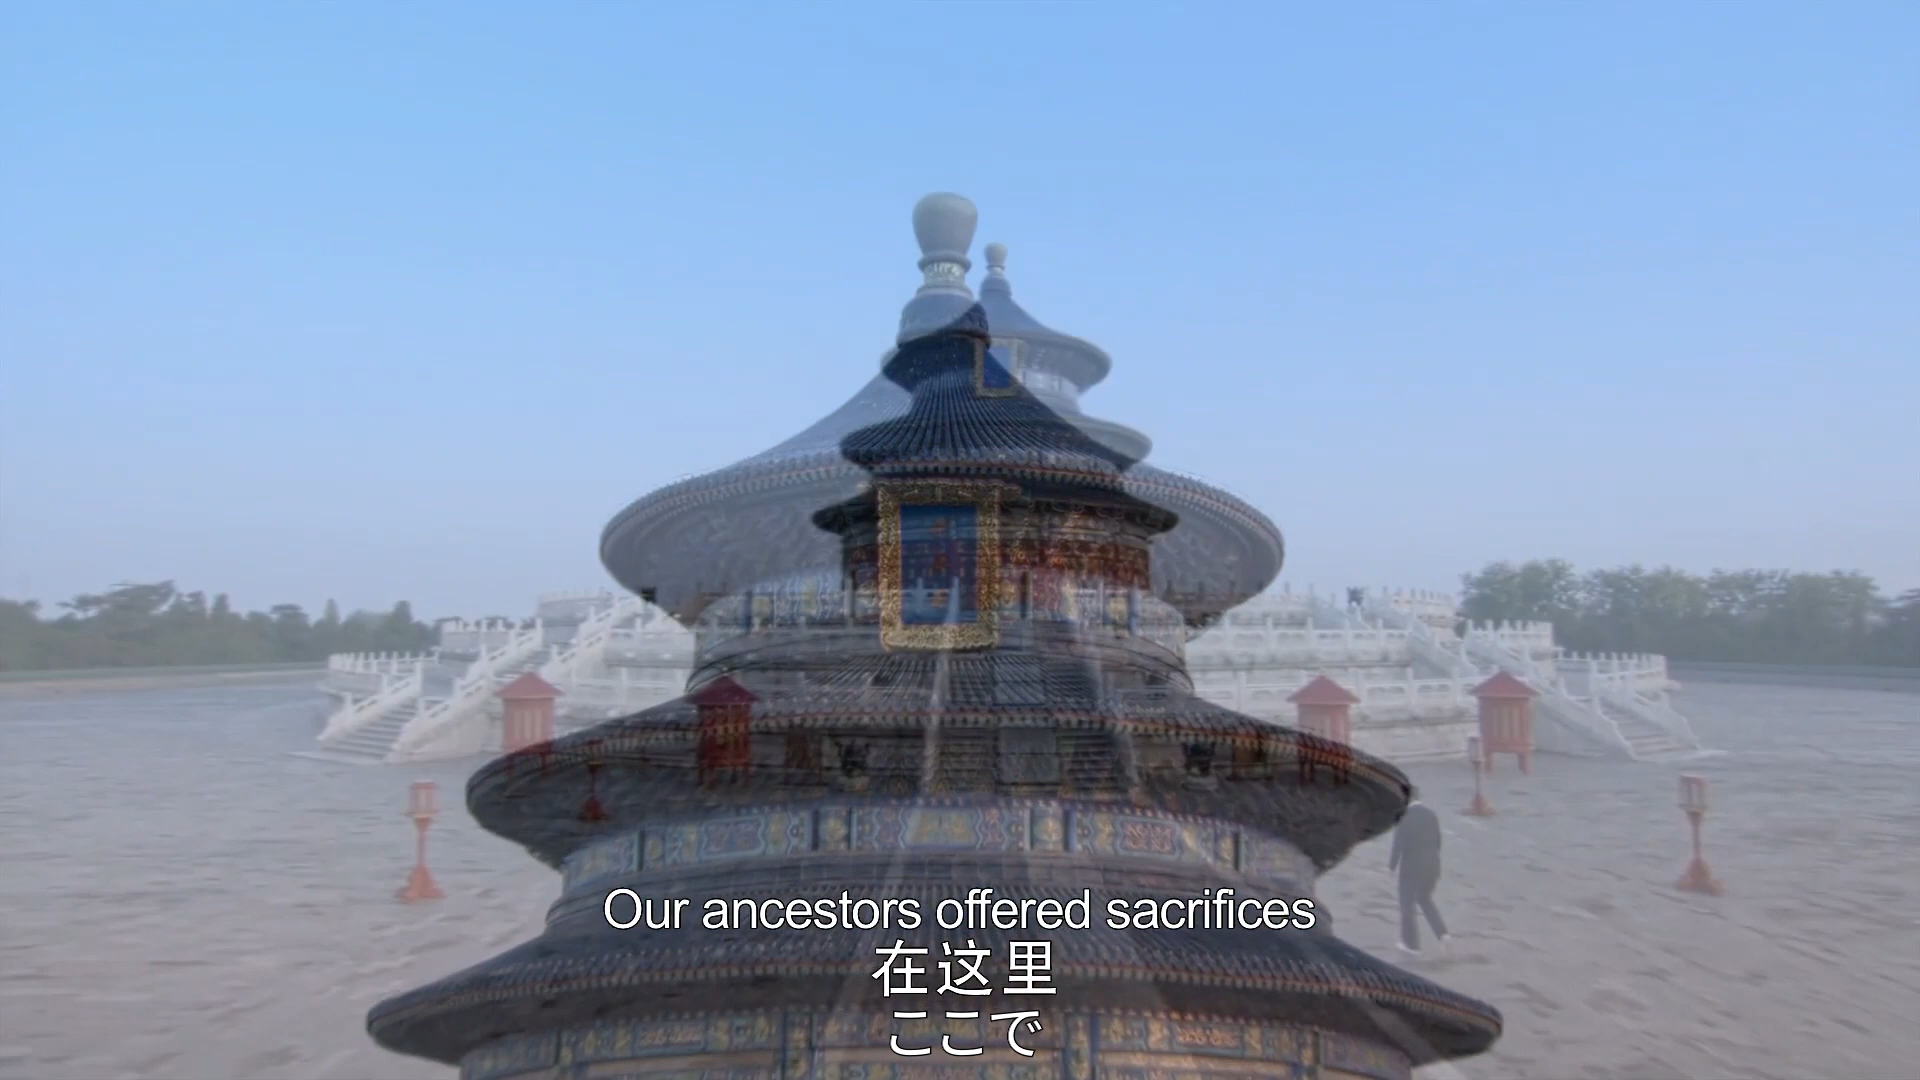 Our ancestors offered sacrifices
在这里
ここで